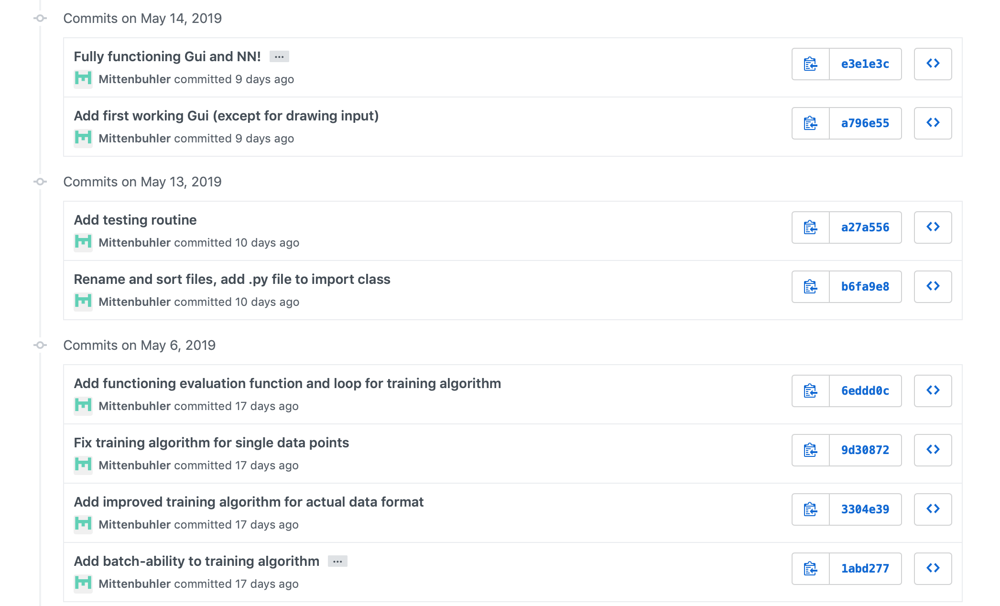 Commits on May 14, 2019
Fully functioning Gui and NN! …
e3e1e3c
Mittenbuhler committed 9 days ago
Add first working Gui (except for drawing input)
a796e55
Mittenbuhler committed 9 days ago
Commits on May 13, 2019
Add testing routine
a27a556
Mittenbuhler committed 10 days ago
Rename and sort files, add .py file to import class
b6fa9e8
Mittenbuhler committed 10 days ago
Commits on May 6, 2019
Add functioning evaluation function and loop for training algorithm
6eddd0c
Mittenbuhler committed 17 days ago
Fix training algorithm for single data points
9d30872
Mittenbuhler committed 17 days ago
Add improved training algorithm for actual data format
3304e39
Mittenbuhler committed 17 days ago
Add batch-ability to training algorithm …
1abd277
Mittenbuhler committed 17 days ago